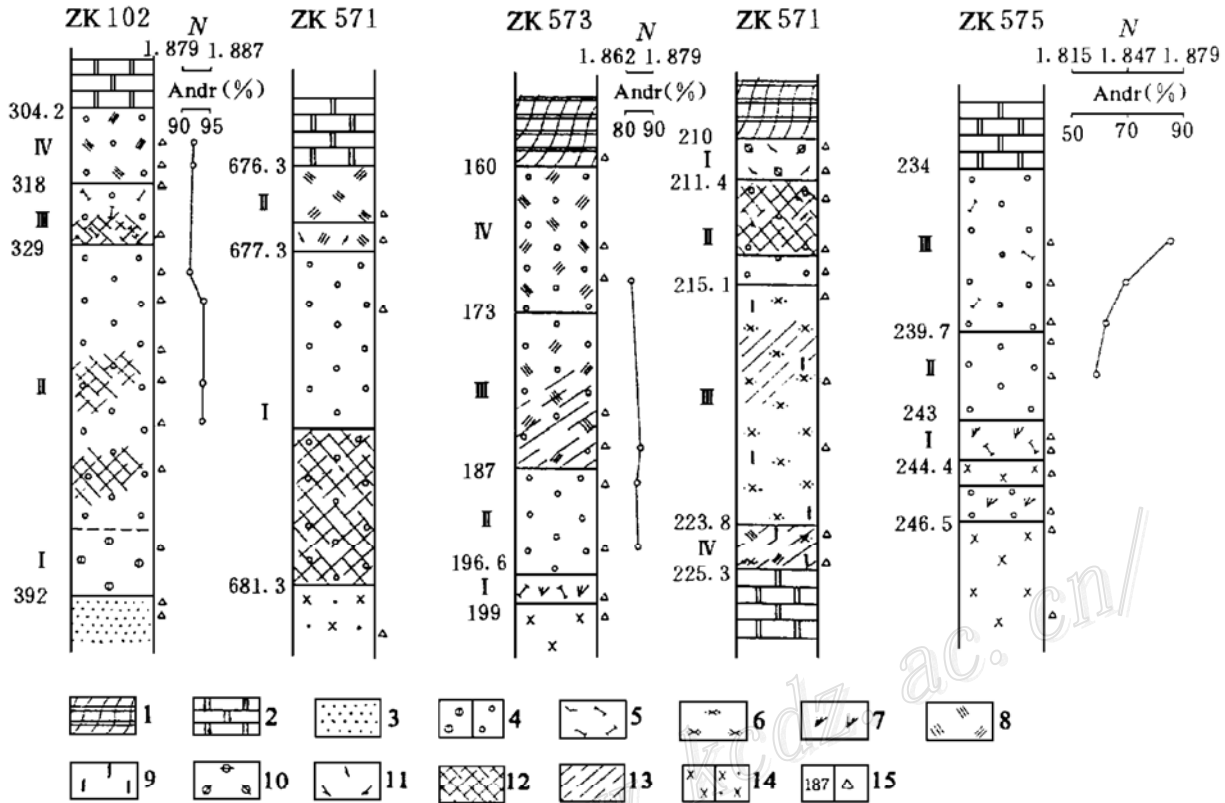 ZK 102
N
1.879 1.887
Andr(%)
90 95
304.2
Ⅳ
318
Ⅲ
329
Ⅱ
Ⅰ
392
ZK 571
676.3
Ⅱ
677.3
Ⅰ
681.3
ZK 573
N
1.862 1.879
Andr(%)
80 90
160
Ⅳ
173
Ⅲ
187
Ⅱ
196.6
Ⅰ
199
ZK 571
210
Ⅰ
211.4
Ⅱ
215.1
Ⅲ
223.8
Ⅳ
225.3
ZK 575
N
1.815 1.847 1.879
Andr(%)
50 70 90
234
Ⅲ
239.7
Ⅱ
243
Ⅰ
244.4
246.5
1 2 3 4 5 6 7 8
9 10 11 12 13 14 187 15
kcdz.ac.cn/